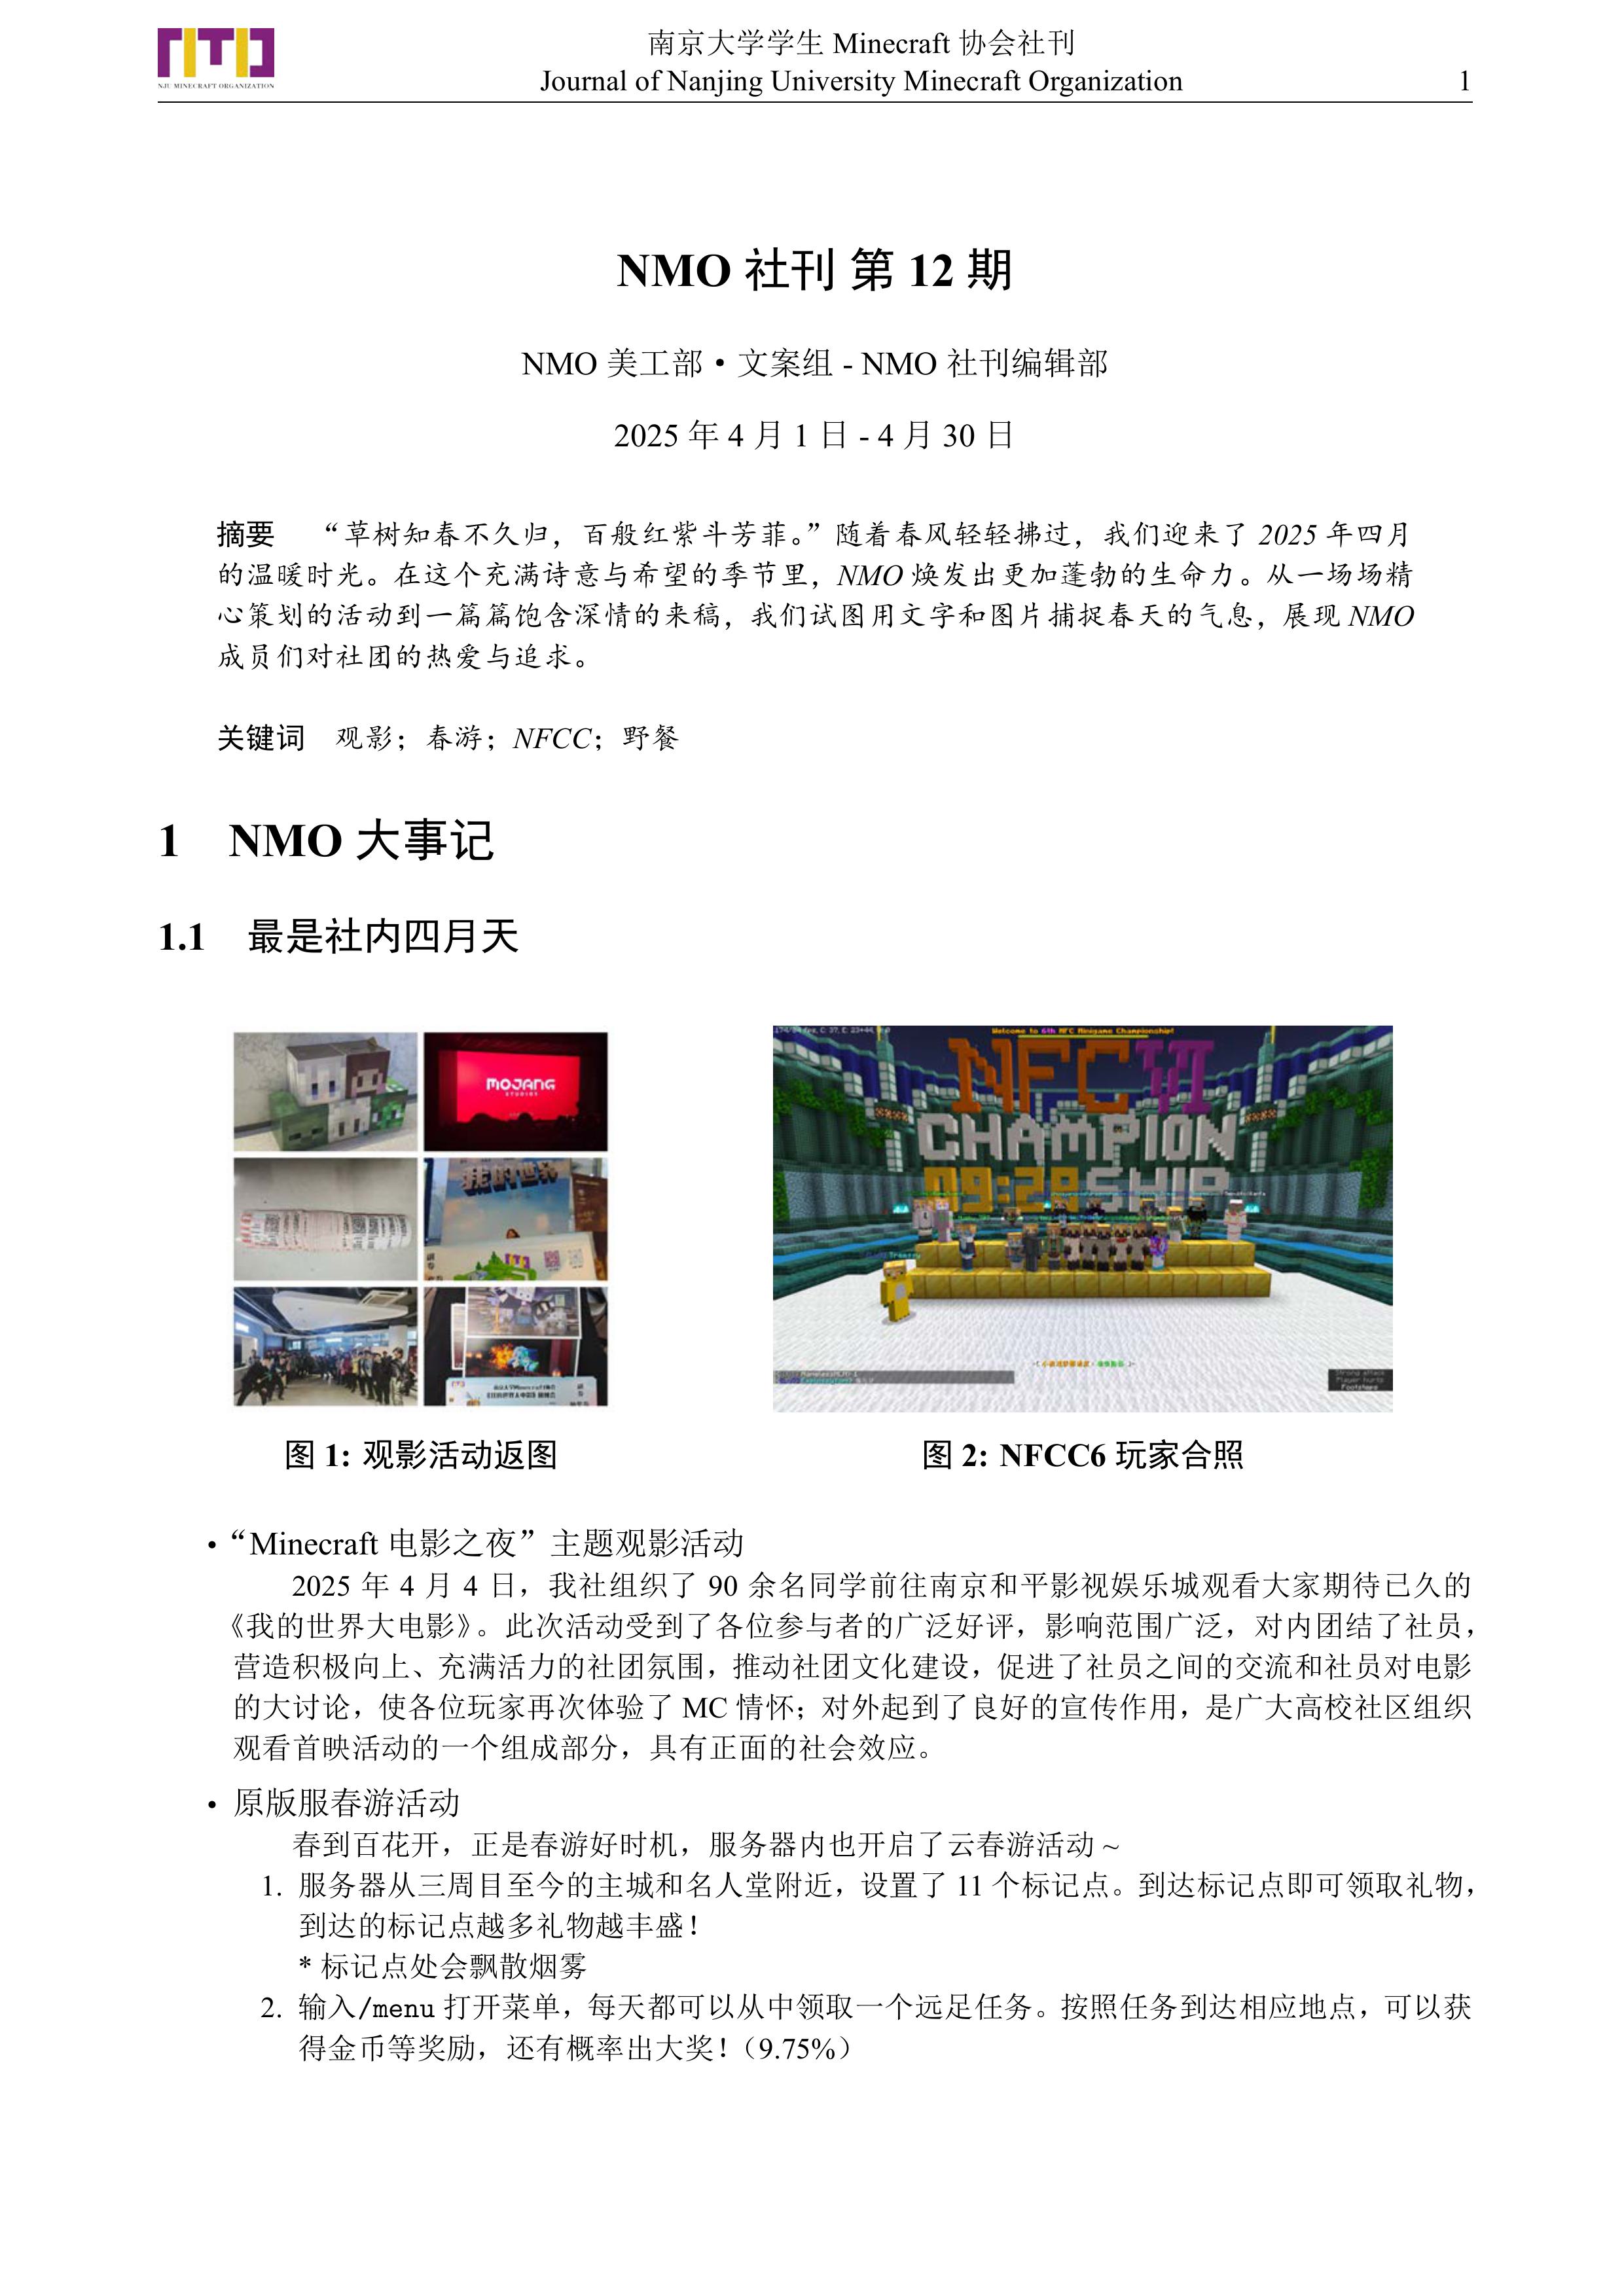 NJU MINECRAFT ORGANIZATION
南京大学学生 Minecraft 协会社刊
Journal of Nanjing University Minecraft Organization
1
NMO 社刊 第 12 期
NMO 美工部·文案组 - NMO 社刊编辑部
2025 年 4 月 1 日 - 4 月 30 日
摘要 “草树知春不久归，百般红紫斗芳菲。”随着春风轻轻拂过，我们迎来了 2025 年四月
的温暖时光。在这个充满诗意与希望的季节里，NMO 焕发出更加蓬勃的生命力。从一场场精
心策划的活动到一篇篇饱含深情的来稿，我们试图用文字和图片捕捉春天的气息，展现 NMO
成员们对社团的热爱与追求。
关键词 观影；春游；NFCC；野餐
1 NMO 大事记
1.1 最是社内四月天
MOJANG
STUDIOS
我的世界
Welcome to 6th NFC Minigame Championship!
NFC VI
CHAMPION
09:28 SHIP
图 1: 观影活动返图
图 2: NFCC6 玩家合照
• “Minecraft 电影之夜”主题观影活动
2025 年 4 月 4 日，我社组织了 90 余名同学前往南京和平影视娱乐城观看大家期待已久的
《我的世界大电影》。此次活动受到了各位参与者的广泛好评，影响范围广泛，对内团结了社员，
营造积极向上、充满活力的社团氛围，推动社团文化建设，促进了社员之间的交流和社员对电影
的大讨论，使各位玩家再次体验了 MC 情怀；对外起到了良好的宣传作用，是广大高校社区组织
观看首映活动的一个组成部分，具有正面的社会效应。
• 原版服春游活动
春到百花开，正是春游好时机，服务器内也开启了云春游活动 ~
1. 服务器从三周目至今的主城和名人堂附近，设置了 11 个标记点。到达标记点即可领取礼物，
到达的标记点越多礼物越丰盛！
* 标记点处会飘散烟雾
2. 输入/menu 打开菜单，每天都可以从中领取一个远足任务。按照任务到达相应地点，可以获
得金币等奖励，还有概率出大奖！（9.75%）